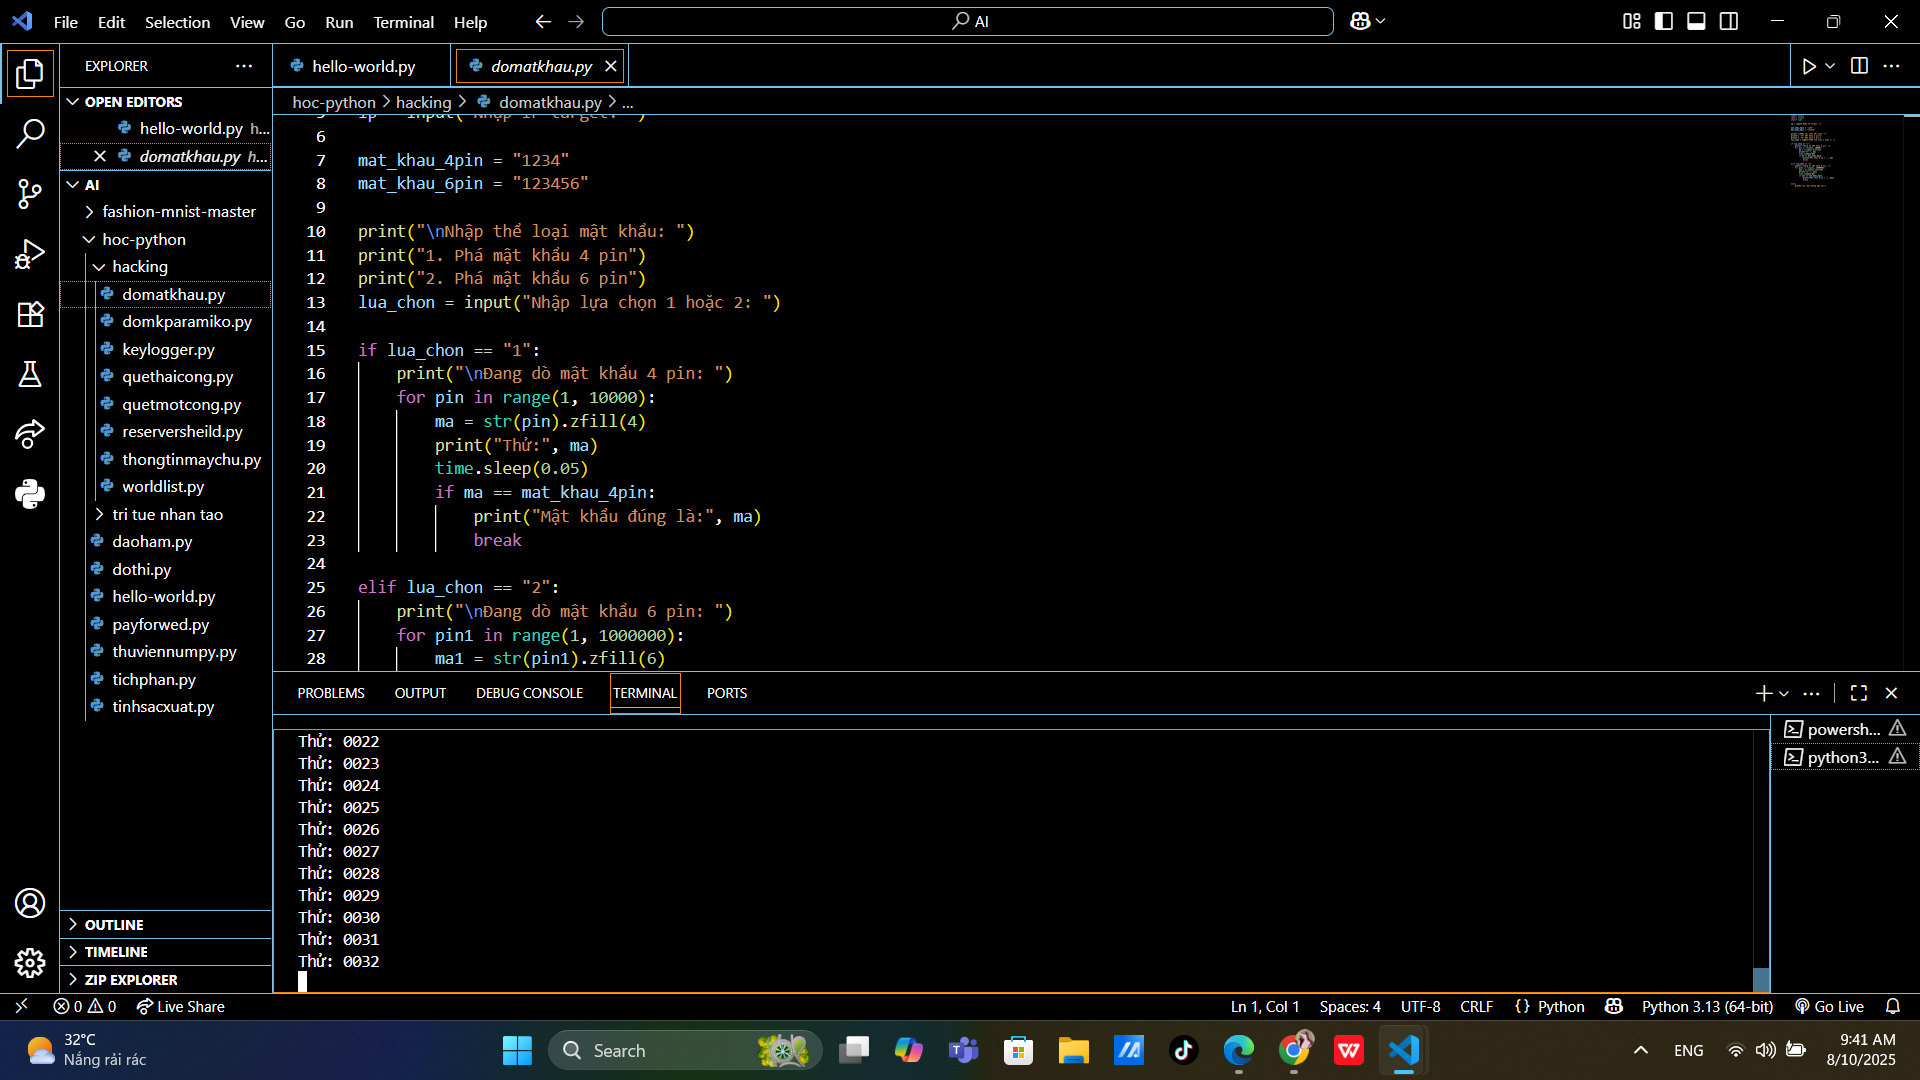 File Edit Selection View Go Run Terminal Help
AI
EXPLORER
OPEN EDITORS
hello-world.py h...
domatkhau.py h...
AI
fashion-mnist-master
hoc-python
hacking
domatkhau.py
domkparamiko.py
keylogger.py
quethaicong.py
quetmotcong.py
reserversheild.py
thongtinmaychu.py
worldlist.py
tri tue nhan tao
daoham.py
dothi.py
hello-world.py
payforwed.py
thuviennumpy.py
tichphan.py
tinhsacxuat.py
OUTLINE
TIMELINE
ZIP EXPLORER
hello-world.py domatkhau.py
hoc-python > hacking > domatkhau.py > ...
6
7 mat_khau_4pin = "1234"
8 mat_khau_6pin = "123456"
9
10 print("\nNhập thể loại mật khẩu: ")
11 print("1. Phá mật khẩu 4 pin")
12 print("2. Phá mật khẩu 6 pin")
13 lua_chon = input("Nhập lựa chọn 1 hoặc 2: ")
14
15 if lua_chon == "1":
16 print("\nĐang dò mật khẩu 4 pin: ")
17 for pin in range(1, 10000):
18 ma = str(pin).zfill(4)
19 print("Thử:", ma)
20 time.sleep(0.05)
21 if ma == mat_khau_4pin:
22 print("Mật khẩu đúng là:", ma)
23 break
24
25 elif lua_chon == "2":
26 print("\nĐang dò mật khẩu 6 pin: ")
27 for pin1 in range(1, 1000000):
28 ma1 = str(pin1).zfill(6)
PROBLEMS OUTPUT DEBUG CONSOLE TERMINAL PORTS
Thử: 0022
Thử: 0023
Thử: 0024
Thử: 0025
Thử: 0026
Thử: 0027
Thử: 0028
Thử: 0029
Thử: 0030
Thử: 0031
Thử: 0032
powersh...
python3...
0 0 Live Share
Ln 1, Col 1 Spaces: 4 UTF-8 CRLF {} Python Python 3.13 (64-bit) Go Live
32°C
Nắng rải rác
Search
ENG
9:41 AM
8/10/2025